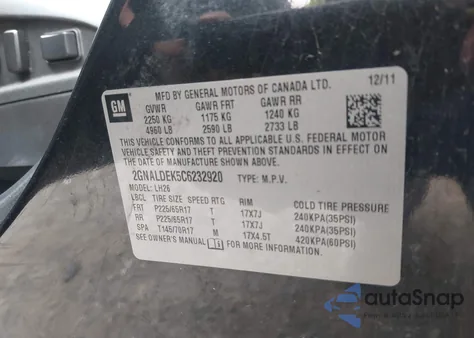 GM
MFD BY GENERAL MOTORS OF CANADA LTD. 12/11
GVWR GAWR FRT GAWR RR
2250 KG 1175 KG 1240 KG
4960 LB 2590 LB 2733 LB
THIS VEHICLE CONFORMS TO ALL APPLICABLE U.S. FEDERAL MOTOR
VEHICLE SAFETY, BUMPER, AND THEFT PREVENTION STANDARDS
IN EFFECT ON THE DATE OF MANUFACTURE SHOWN ABOVE.
2GNALDEK5C6232920 TYPE: M.P.V.
MODEL: LH26
LBCL TIRE SIZE SPEED RTG RIM COLD TIRE PRESSURE
FRT P225/65R17 T 17X7J 240KPA(35PSI)
RR P225/65R17 T 17X7J 240KPA(35PSI)
SPA T145/70R17 M 17X4.5T 420KPA(60PSI)
SEE OWNER'S MANUAL FOR MORE INFORMATION.
autoSnap